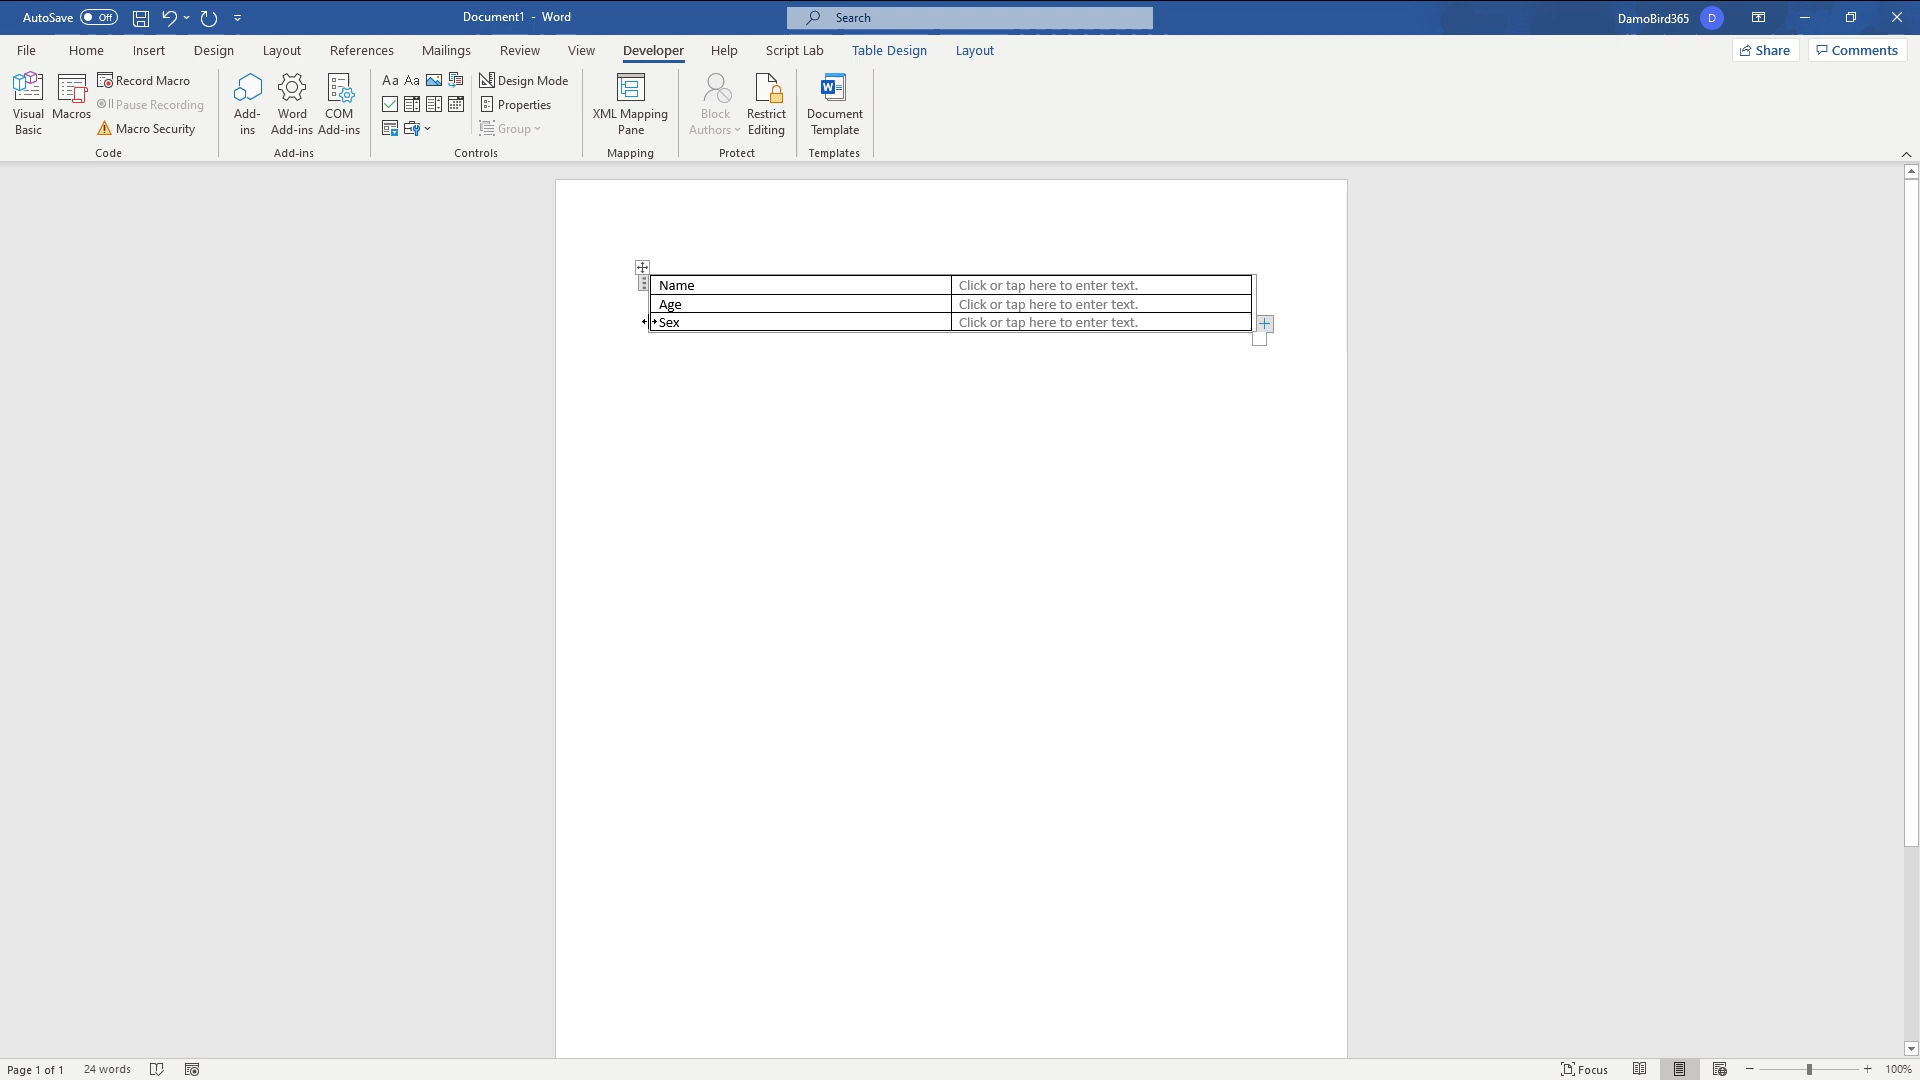 AutoSave Off Document1 - Word Search DamoBird365 D
File Home Insert Design Layout References Mailings Review View Developer Help Script Lab Table Design Layout Share Comments
Visual Basic
Macros
Record Macro
Pause Recording
Macro Security
Code
Add-ins
Word Add-ins
COM Add-ins
Add-ins
Aa Aa
Design Mode
Properties
Group
Controls
XML Mapping Pane
Mapping
Block Authors
Restrict Editing
Protect
Document Template
Templates
Name Click or tap here to enter text.
Age Click or tap here to enter text.
Sex Click or tap here to enter text.
Page 1 of 1 24 words Focus 100%